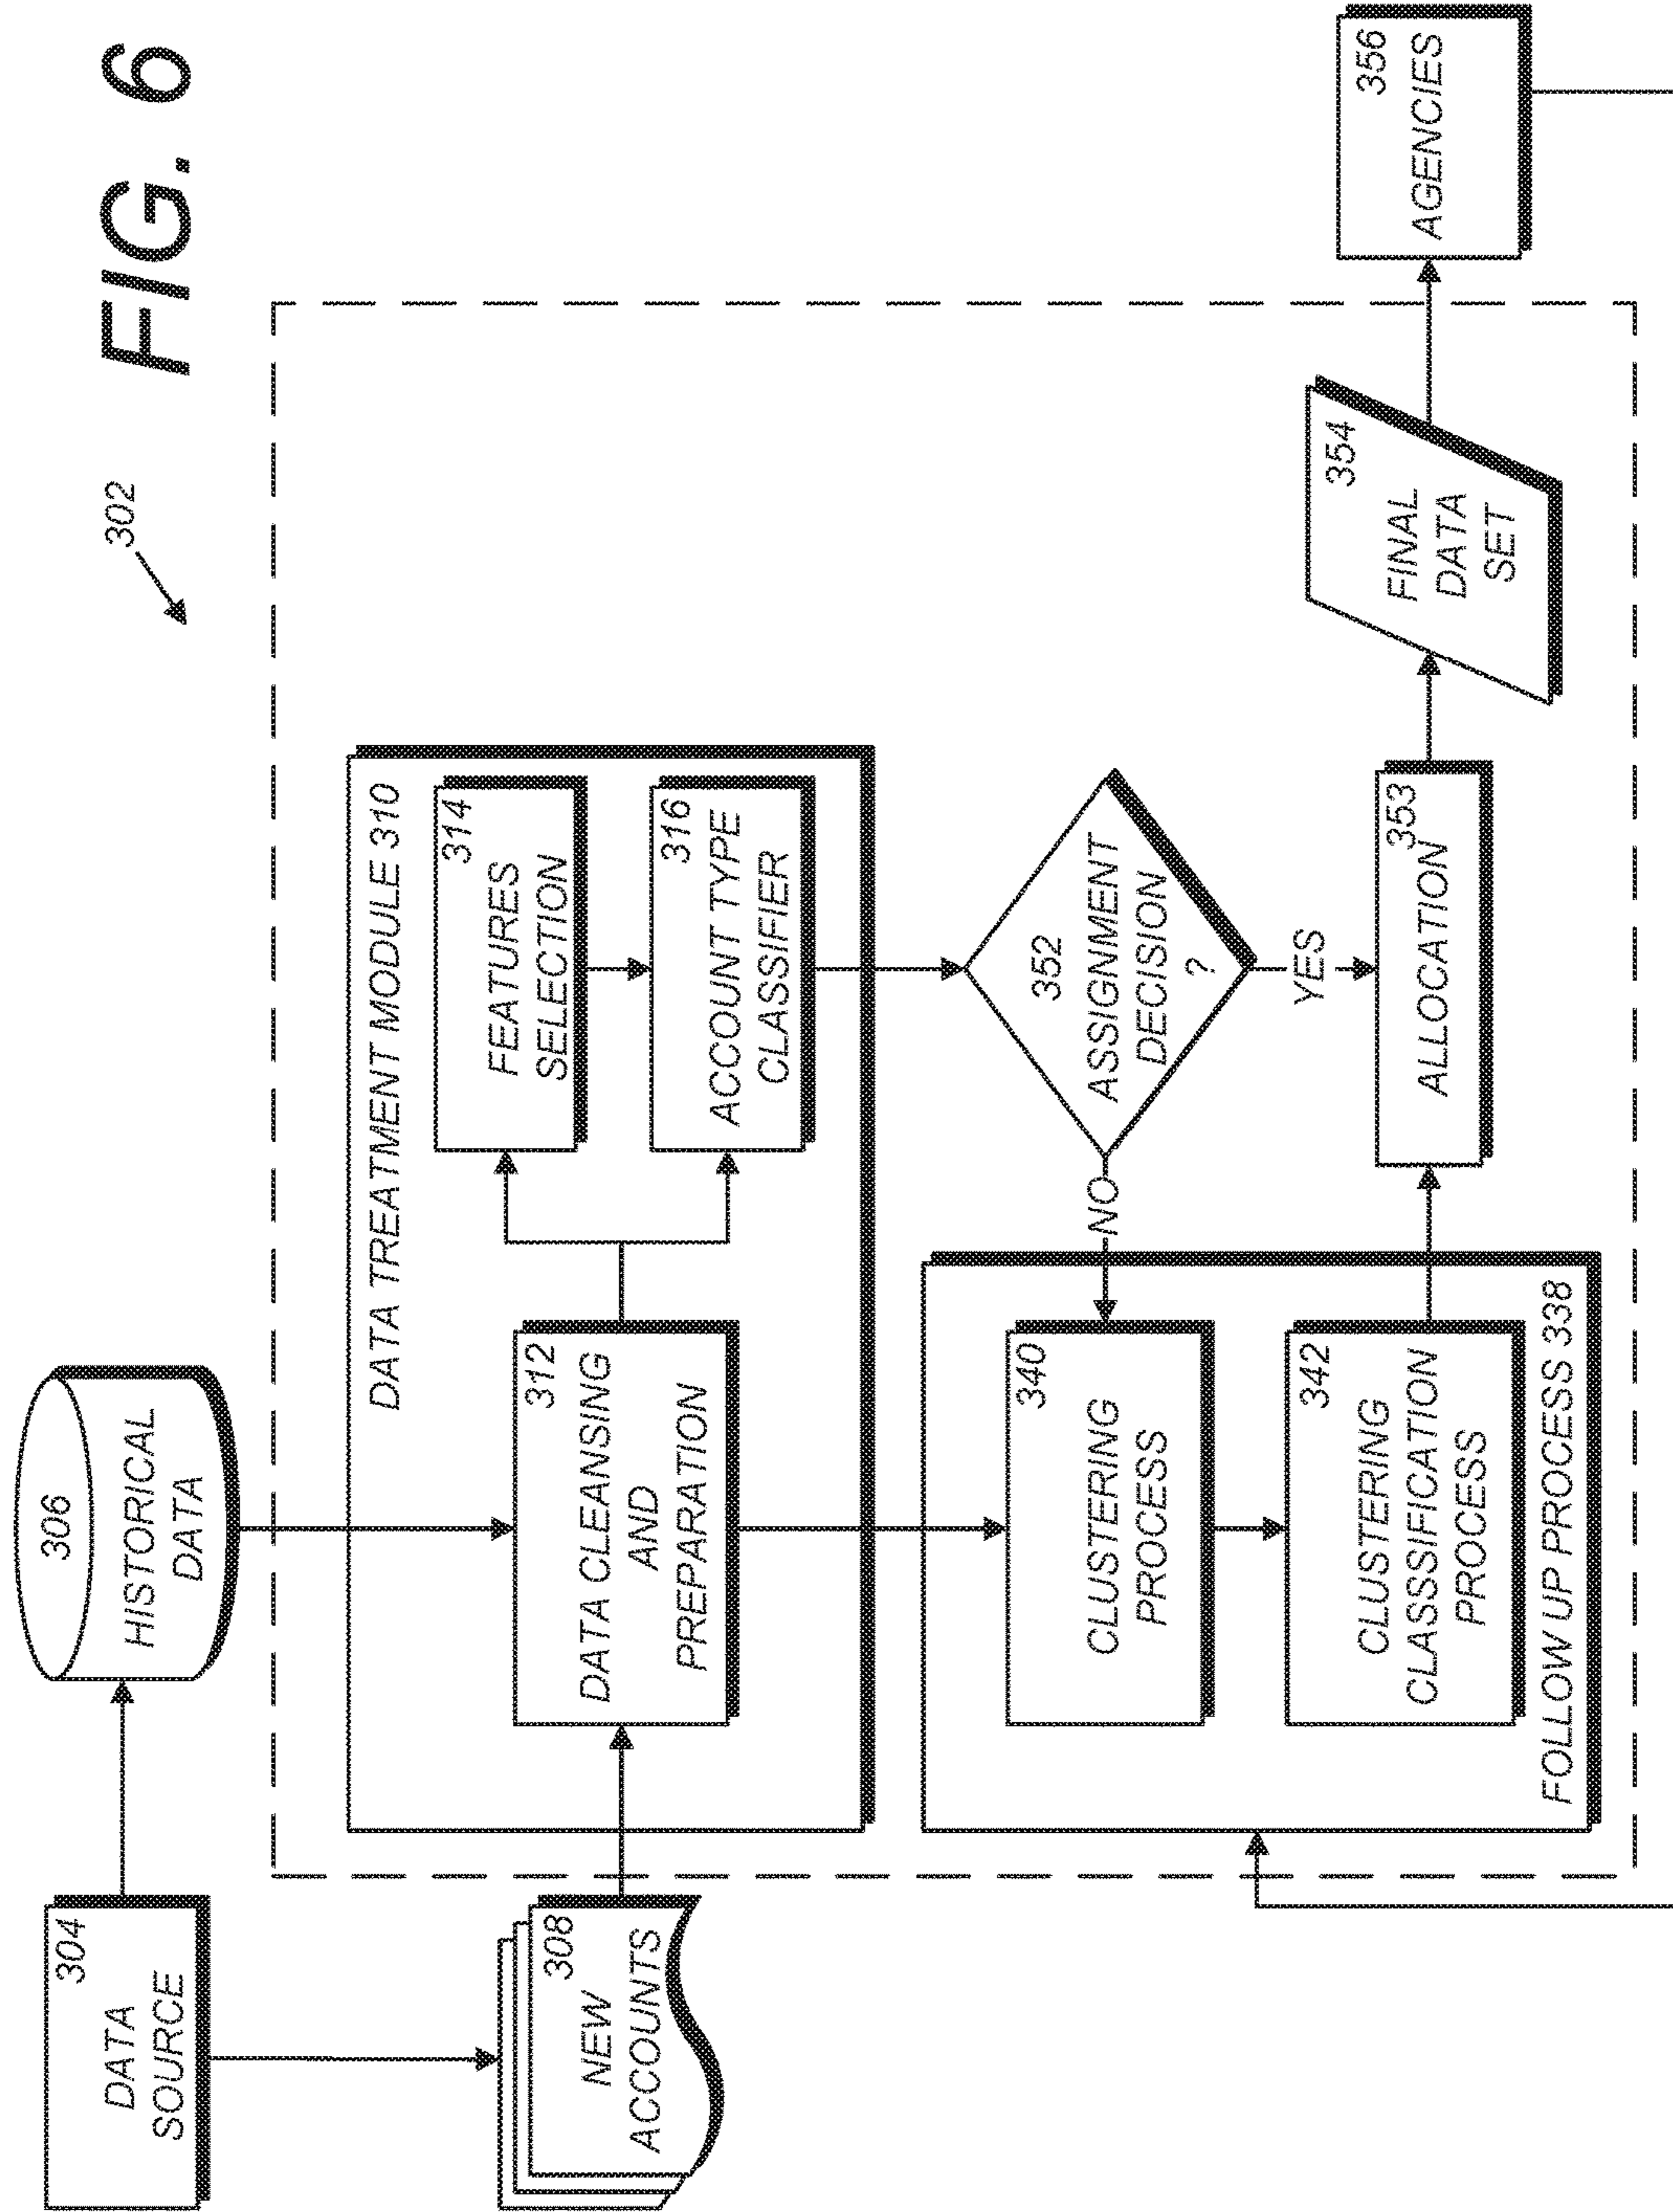 FIG. 6
302
304
DATA
SOURCE
306
HISTORICAL
DATA
308
NEW
ACCOUNTS
DATA TREATMENT MODULE 310
312
DATA CLEANSING
AND
PREPARATION
314
FEATURES
SELECTION
316
ACCOUNT TYPE
CLASSIFIER
352
ASSIGNMENT
DECISION
?
NO
YES
340
CLUSTERING
PROCESS
342
CLUSTERING
CLASSSIFICATION
PROCESS
FOLLOW UP PROCESS 338
353
ALLOCATION
354
FINAL
DATA
SET
356
AGENCIES